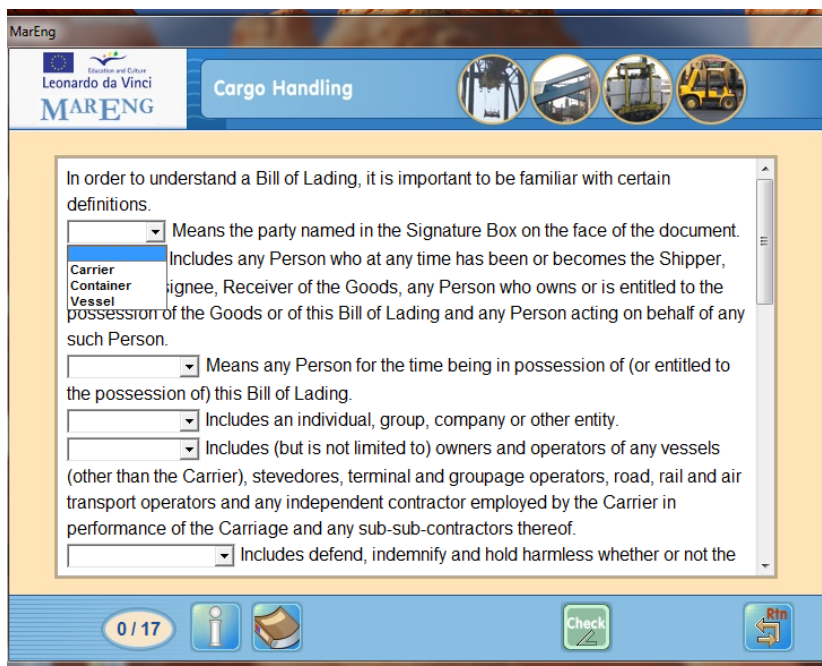 MarEng
Education and Culture
Leonardo da Vinci
MARENG
Cargo Handling
In order to understand a Bill of Lading, it is important to be familiar with certain
definitions.
Means the party named in the Signature Box on the face of the document.
Includes any Person who at any time has been or becomes the Shipper,
Carrier
Container
Vessel
ignee, Receiver of the Goods, any Person who owns or is entitled to the
possession of the Goods or of this Bill of Lading and any Person acting on behalf of any
such Person.
Means any Person for the time being in possession of (or entitled to
the possession of) this Bill of Lading.
Includes an individual, group, company or other entity.
Includes (but is not limited to) owners and operators of any vessels
(other than the Carrier), stevedores, terminal and groupage operators, road, rail and air
transport operators and any independent contractor employed by the Carrier in
performance of the Carriage and any sub-sub-contractors thereof.
Includes defend, indemnify and hold harmless whether or not the
0 / 17
Check
Rtn